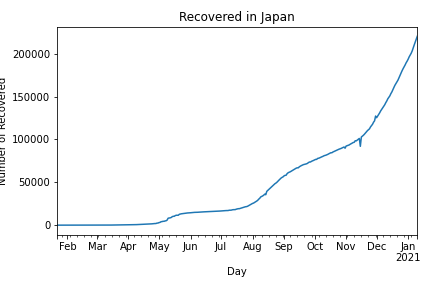 Recovered in Japan
Number of Recovered
200000
150000
100000
50000
0
Feb Mar Apr May Jun Jul Aug Sep Oct Nov Dec Jan
2021
Day